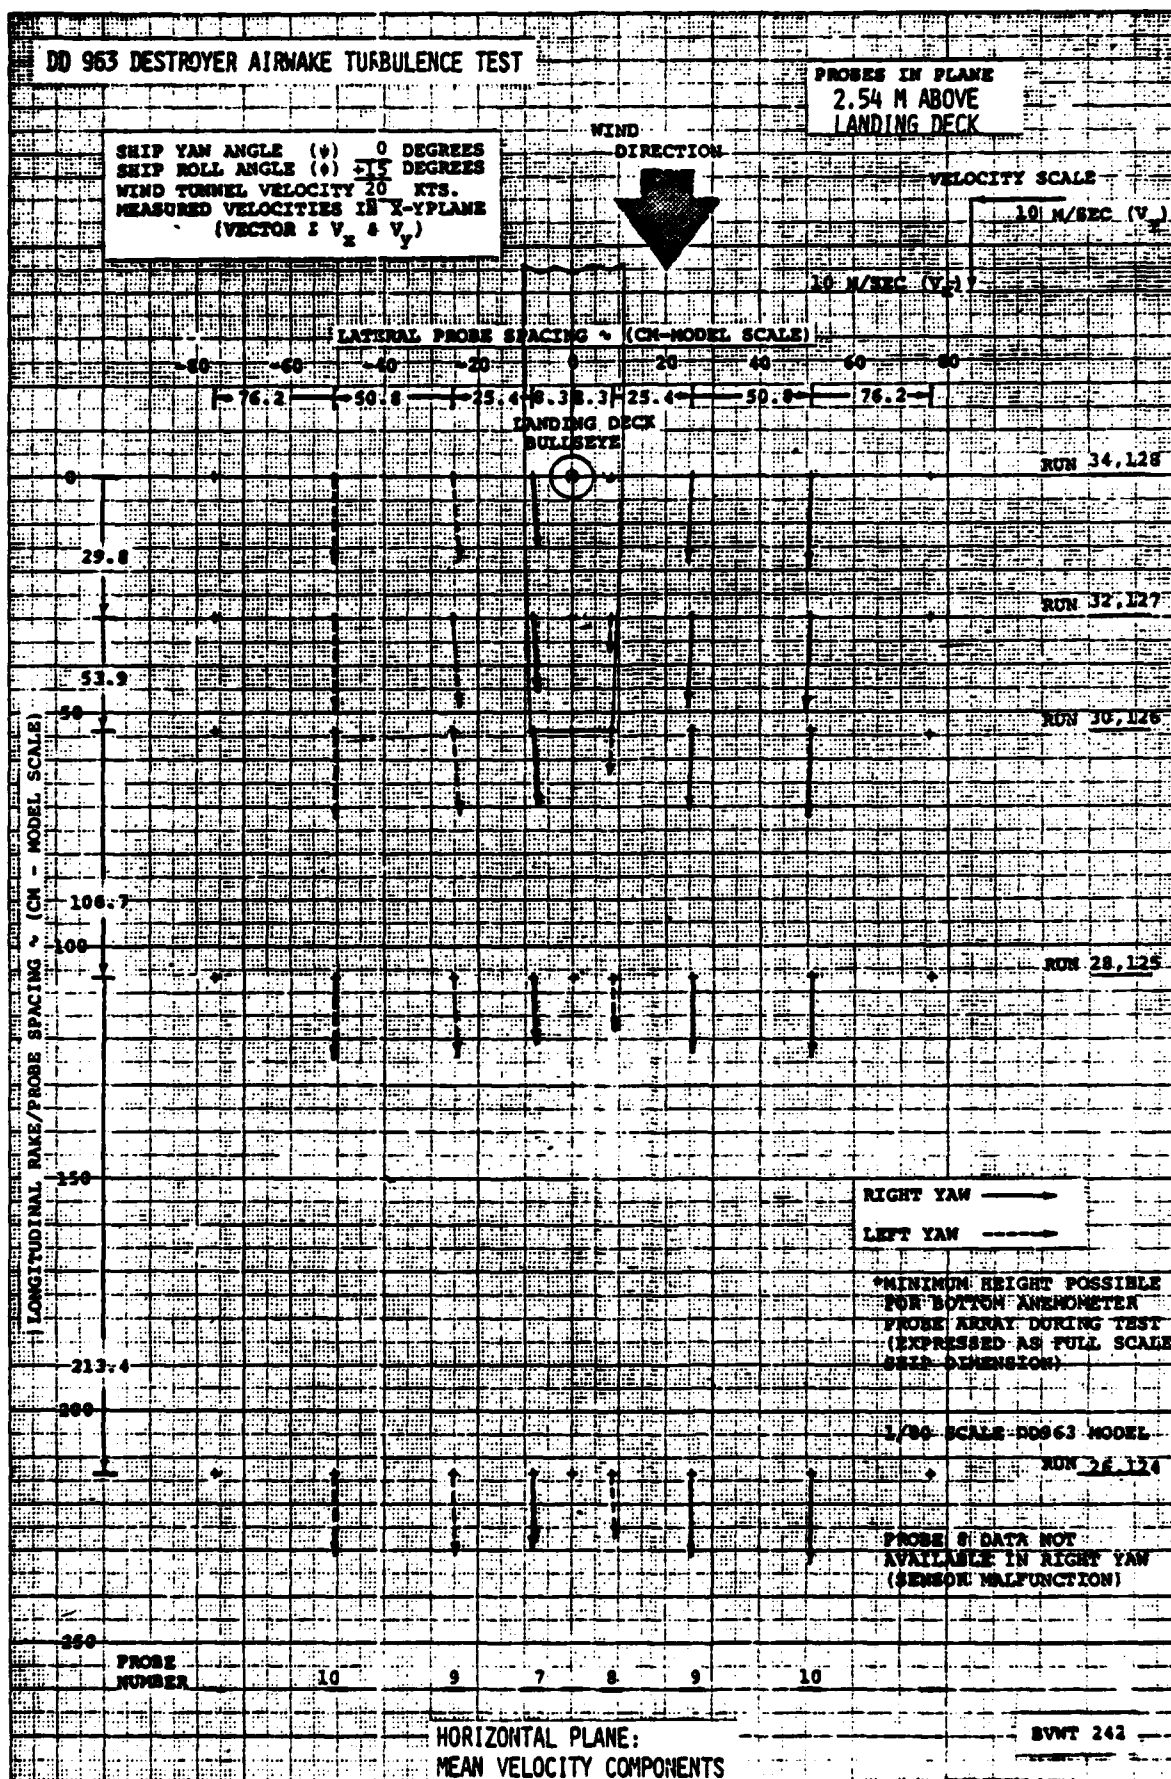 DD 963 DESTROYER AIRWAKE TURBULENCE TEST
PROBES IN PLANE
2.54 M ABOVE
LANDING DECK
SHIP YAW ANGLE (ψ) 0 DEGREES
SHIP ROLL ANGLE (φ) +15 DEGREES
WIND TUNNEL VELOCITY 20 KTS.
MEASURED VELOCITIES IN X-YPLANE
(VECTOR Σ Vx & Vy)
WIND
DIRECTION
VELOCITY SCALE
10 M/SEC
10 M/SEC
LATERAL PROBE SPACING ~ (CM-MODEL SCALE)
-80 -60 -40 -20 0 20 40 60 80
76.2 50.8 25.4 8.3 8.3 25.4 50.8 76.2
LANDING DECK
BULLSEYE
RUN 34,128
0
29.8
RUN 32,127
53.9
50
RUN 30,126
106.7
100
RUN 28,125
LONGITUDINAL RAKE/PROBE SPACING ~ (CM - MODEL SCALE)
150
RIGHT YAW
LEFT YAW
*MINIMUM HEIGHT POSSIBLE
FOR BOTTOM ANEMOMETER
PROBE ARRAY DURING TEST
(EXPRESSED AS FULL SCALE
SHIP DIMENSION)
213.4
200
1/80 SCALE DD963 MODEL
RUN 26,124
PROBE 8 DATA NOT
AVAILABLE IN RIGHT YAW
(SENSOR MALFUNCTION)
250
PROBE
NUMBER
10 9 7 8 9 10
HORIZONTAL PLANE:
MEAN VELOCITY COMPONENTS
BVWT 242